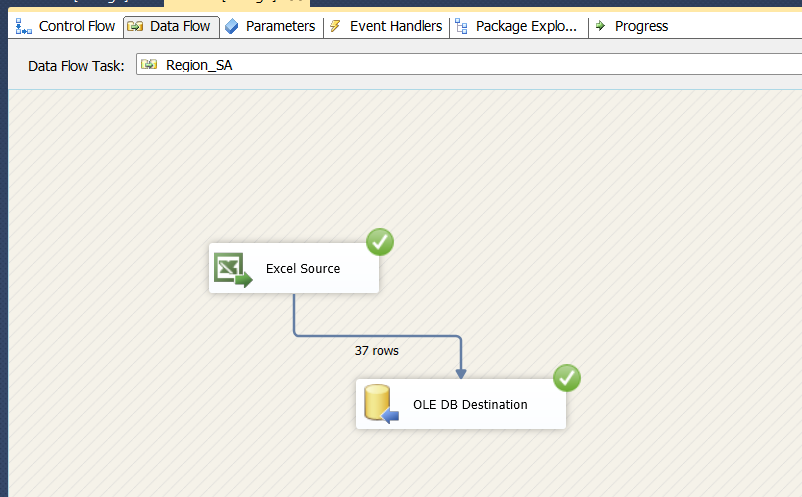 Control Flow Data Flow Parameters Event Handlers Package Explo... Progress
Data Flow Task: Region_SA
Excel Source
37 rows
OLE DB Destination